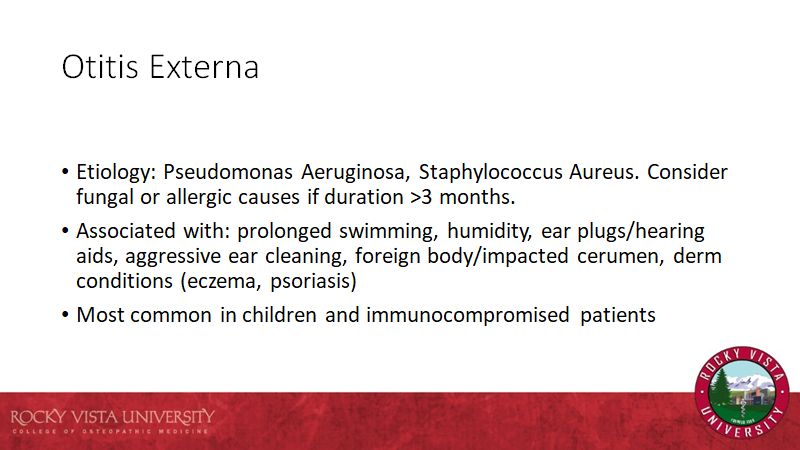 Otitis Externa
• Etiology: Pseudomonas Aeruginosa, Staphylococcus Aureus. Consider
fungal or allergic causes if duration >3 months.
• Associated with: prolonged swimming, humidity, ear plugs/hearing
aids, aggressive ear cleaning, foreign body/impacted cerumen, derm
conditions (eczema, psoriasis)
• Most common in children and immunocompromised patients
ROCKY VISTA UNIVERSITY
COLLEGE OF OSTEOPATHIC MEDICINE
ROCKY VISTA
UNIVERSITY